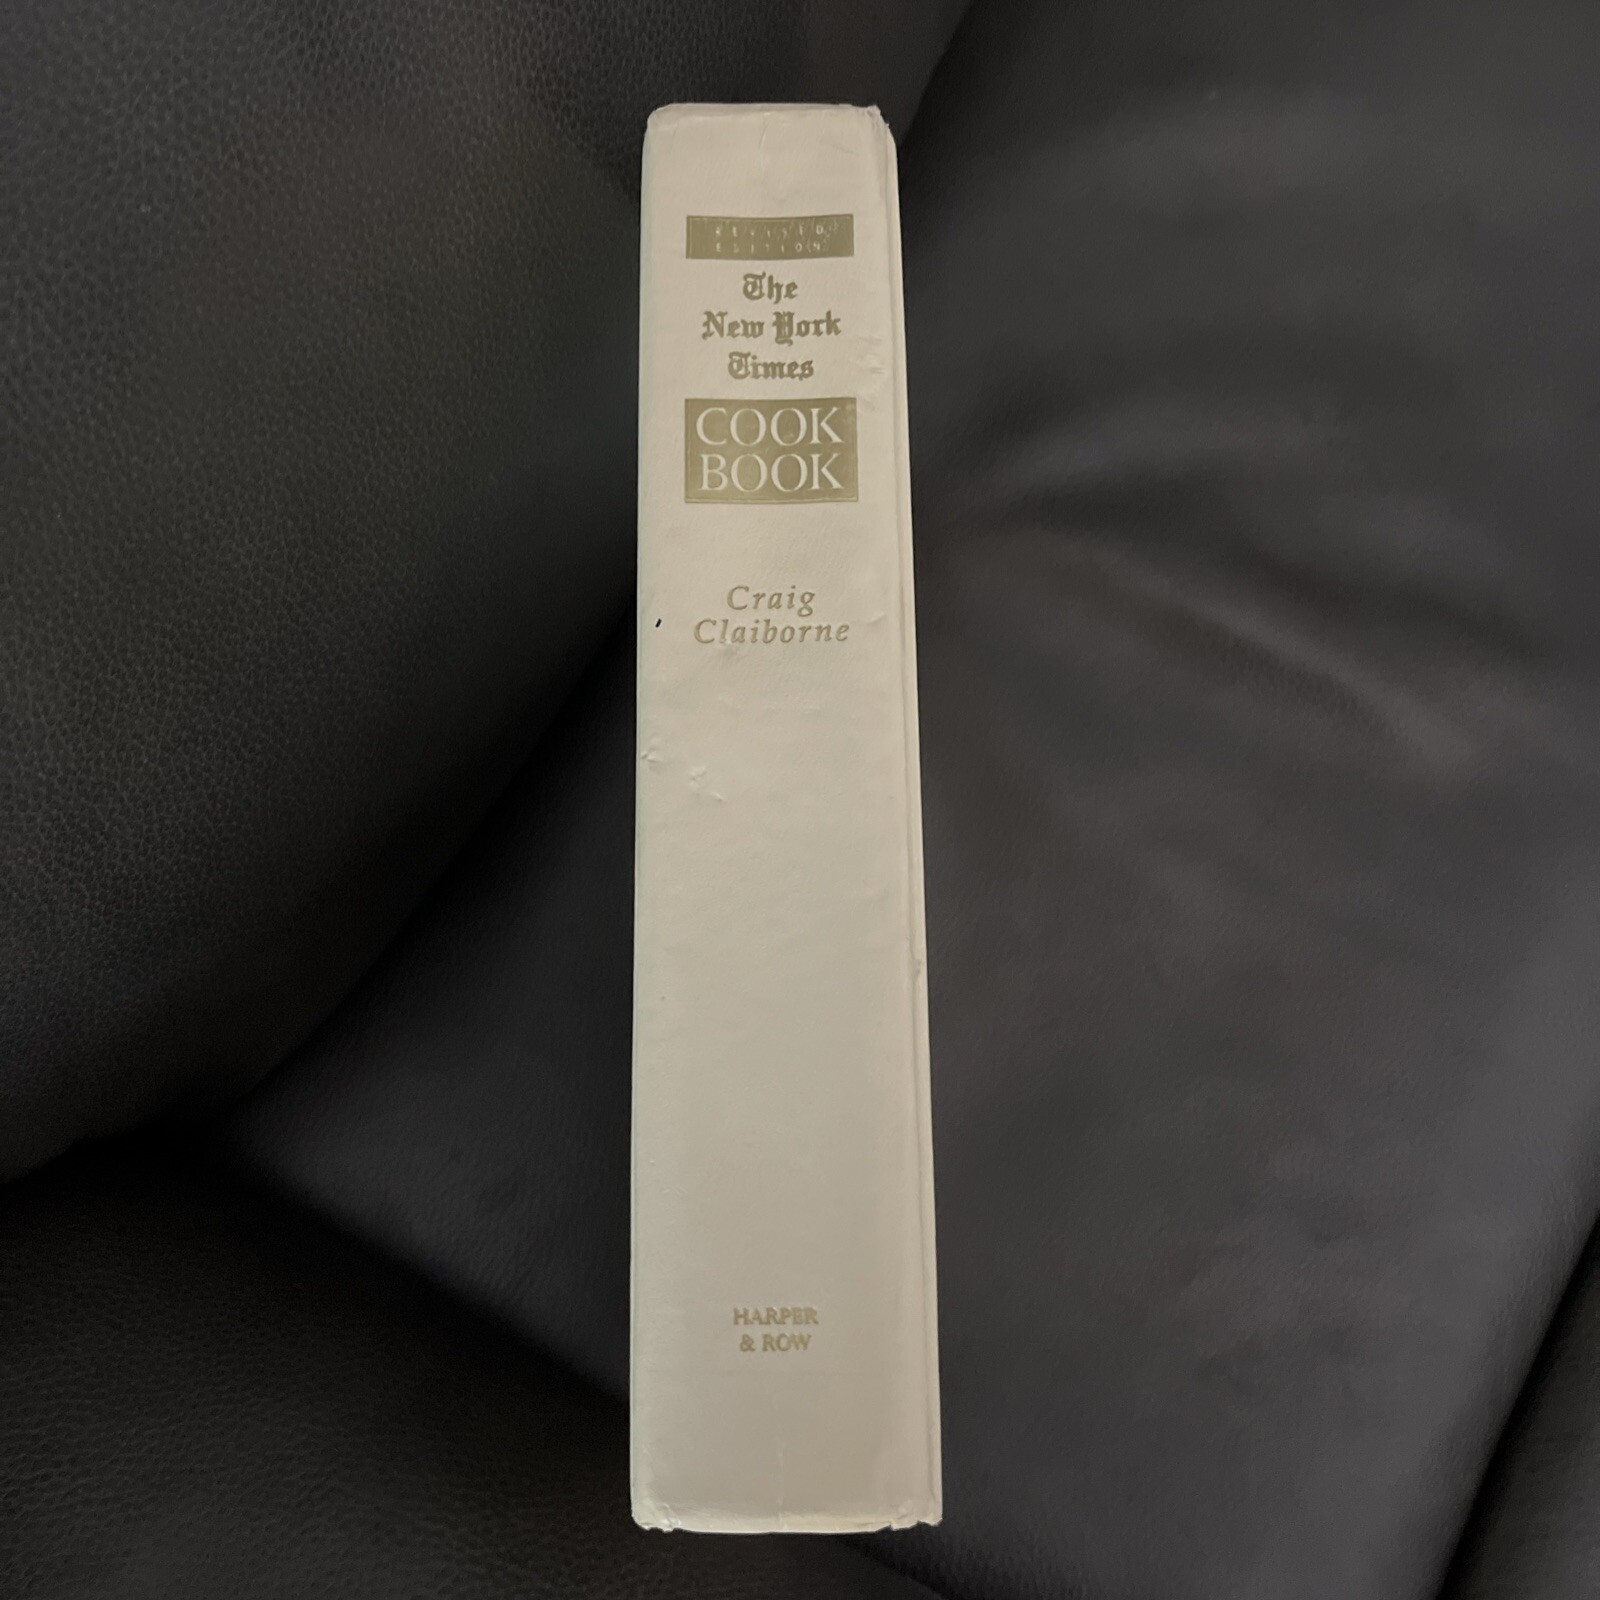 REVISED
EDITION
The
New York
Times
COOK
BOOK
Craig
Claiborne
HARPER
& ROW